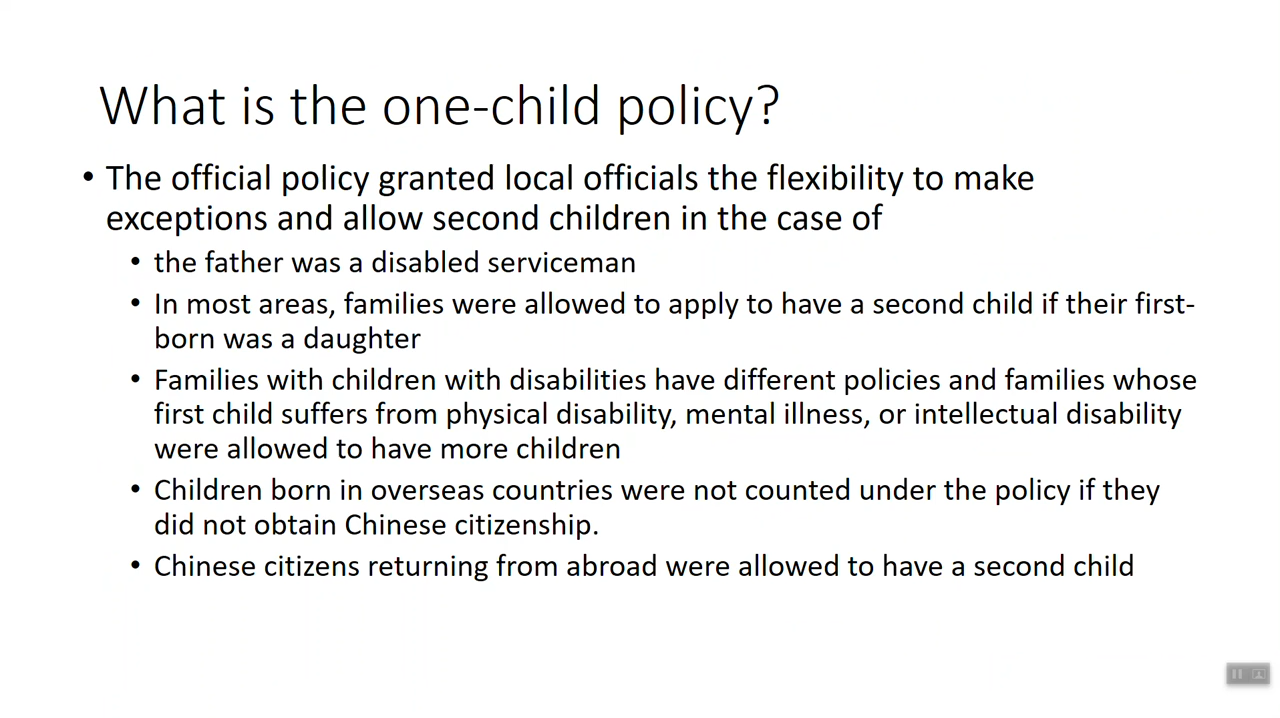 What is the one-child policy?
• The official policy granted local officials the flexibility to make
exceptions and allow second children in the case of
• the father was a disabled serviceman
• In most areas, families were allowed to apply to have a second child if their first-
born was a daughter
• Families with children with disabilities have different policies and families whose
first child suffers from physical disability, mental illness, or intellectual disability
were allowed to have more children
• Children born in overseas countries were not counted under the policy if they
did not obtain Chinese citizenship.
• Chinese citizens returning from abroad were allowed to have a second child